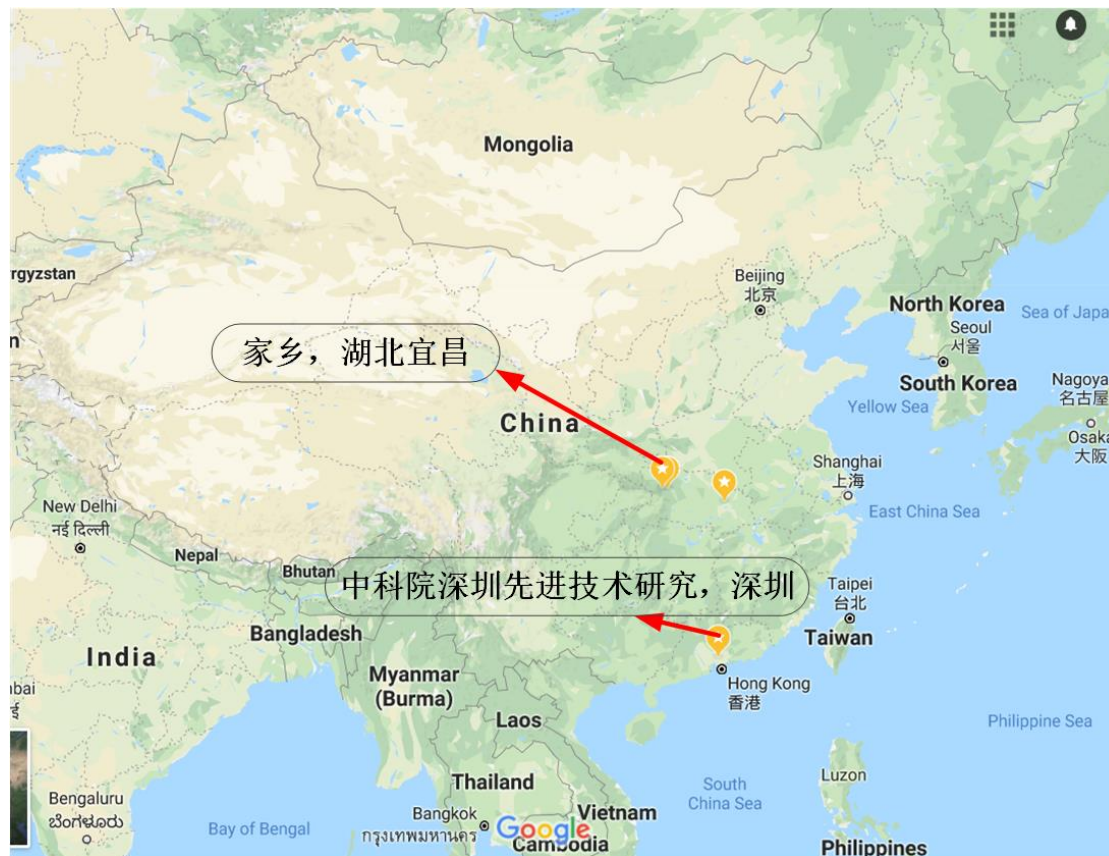 Mongolia
rgyzstan
Beijing
北京
North Korea
Sea of Japa
Seoul
서울
家乡，湖北宜昌
South Korea
Nagoya
名古屋
Yellow Sea
China
Osaka
大阪
Shanghai
上海
New Delhi
नई दिल्ली
East China Sea
Nepal
Bhutan
中科院深圳先进技术研究，深圳
Taipei
台北
Bangladesh
Taiwan
India
Myanmar
(Burma)
Hong Kong
香港
Laos
Philippine Sea
Thailand
South
China Sea
Luzon
Bengaluru
ಬೆಂಗಳೂರು
Vietnam
Bangkok
กรุงเทพมหานคร
Bay of Bengal
Google
Cambodia
Philippines